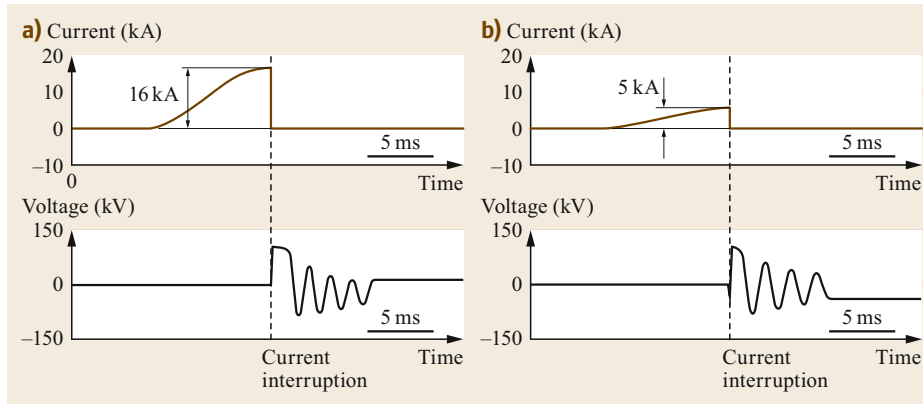 a) Current (kA)
20
10
0
–10
16 kA
5 ms
0
Time
Voltage (kV)
150
0
–150
5 ms
Time
Current
interruption
b) Current (kA)
20
10
0
–10
5 kA
5 ms
Time
Voltage (kV)
150
0
–150
5 ms
Time
Current
interruption